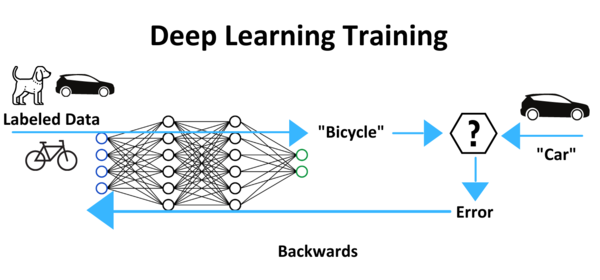 Deep Learning Training
Labeled Data
"Bicycle"
?
"Car"
Error
Backwards